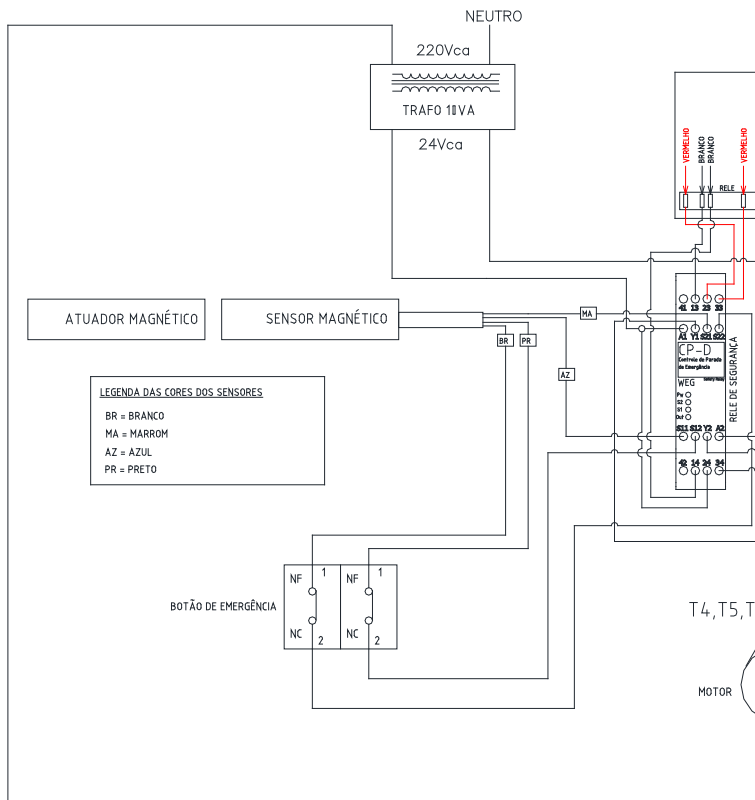 NEUTRO
220Vca
TRAFO 10VA
24Vca
VERMELHO
BRANCO
BRANCO
VERMELHO
RELE
ATUADOR MAGNÉTICO
SENSOR MAGNÉTICO
MA
BR
PR
AZ
41 13 23 33
A1 Y1 S21 S22
CP-D
Controle de Parada
de Emergência
WEG
Safety Relay
Pw
S2
S1
Out
RELE DE SEGURANÇA
S11 S12 Y2 A2
42 14 24 34
LEGENDA DAS CORES DOS SENSORES
BR = BRANCO
MA = MARROM
AZ = AZUL
PR = PRETO
BOTÃO DE EMERGÊNCIA
NF 1 NF 1
NC 2 NC 2
T4,T5,T
MOTOR